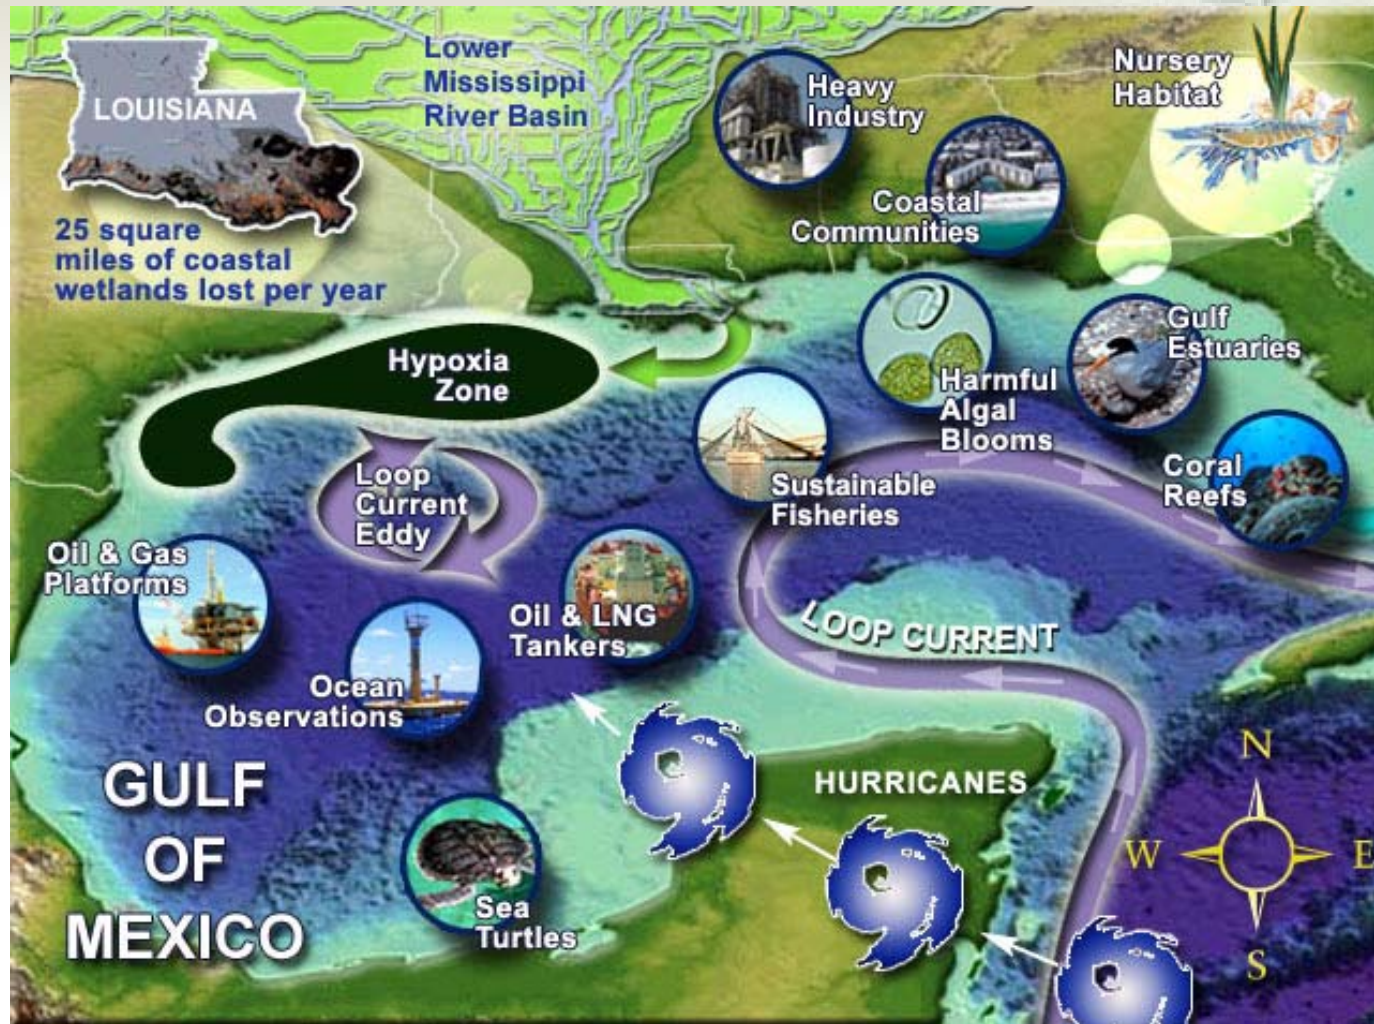 LOUISIANA
25 square
miles of coastal
wetlands lost per year
Lower
Mississippi
River Basin
Heavy
Industry
Coastal
Communities
Nursery
Habitat
Hypoxia
Zone
Harmful
Algal
Blooms
Gulf
Estuaries
Coral
Reefs
Loop
Current
Eddy
Sustainable
Fisheries
Oil & Gas
Platforms
Oil & LNG
Tankers
LOOP CURRENT
Ocean
Observations
GULF
OF
MEXICO
Sea
Turtles
HURRICANES
N
W
E
S